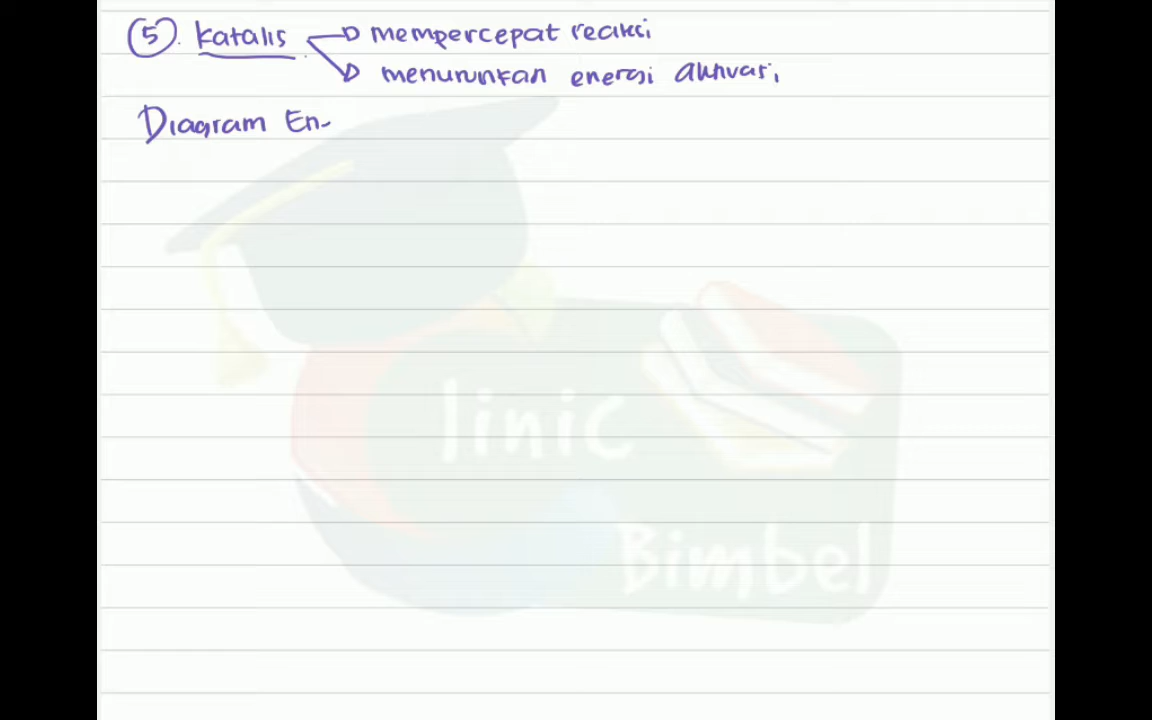 5. Katalis mempercepat reaksi
menurunkan energi aktivasi
Diagram En-
linic
Bimbel